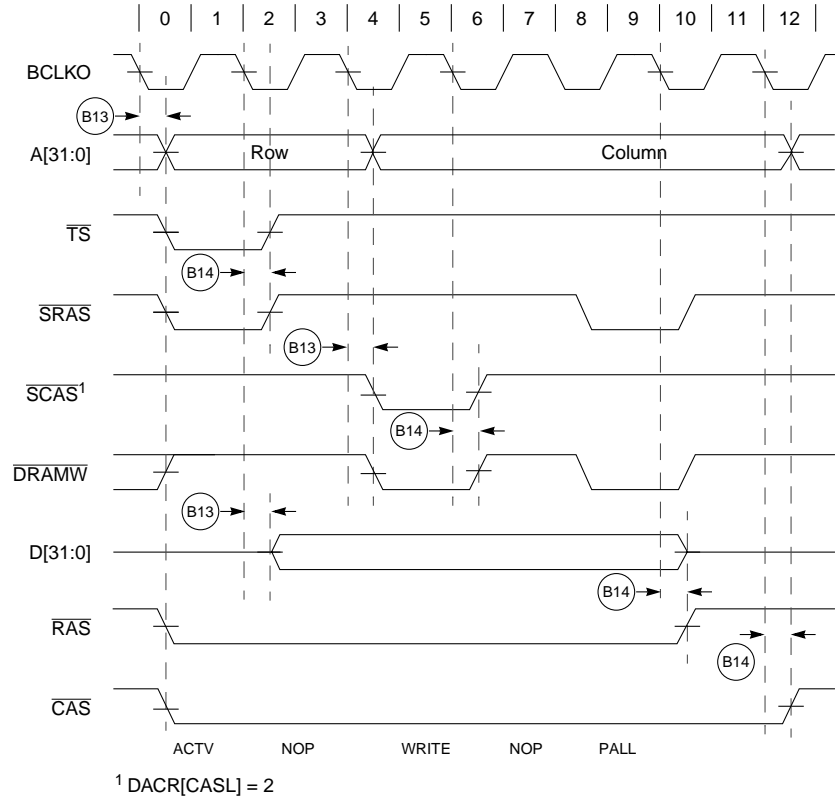 0 1 2 3 4 5 6 7 8 9 10 11 12
BCLKO
B13
A[31:0] Row Column
TS
B14
SRAS
B13
SCAS¹
B14
DRAMW
B13
D[31:0]
B14
RAS
B14
CAS
ACTV NOP WRITE NOP PALL
¹ DACR[CASL] = 2